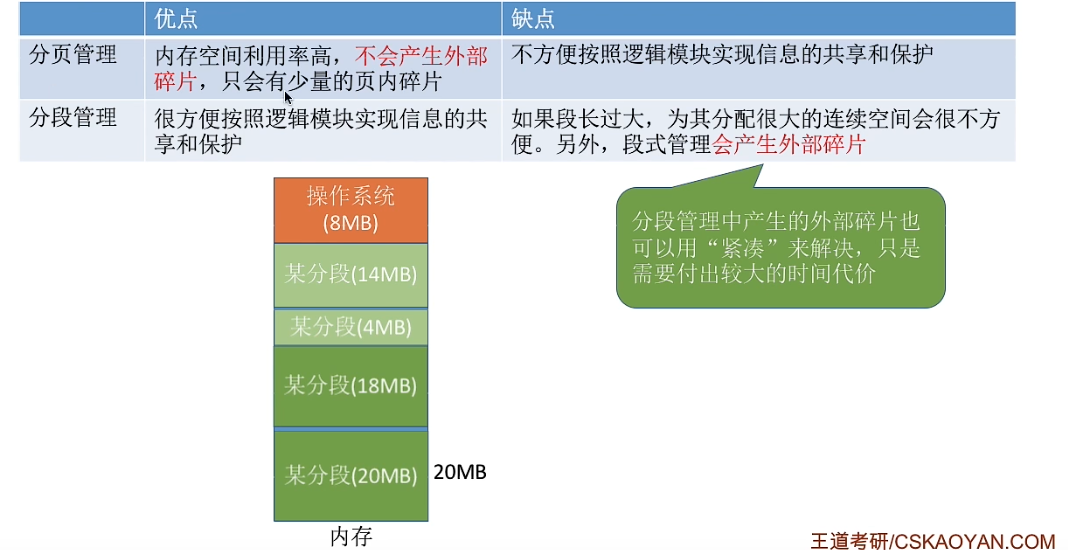 优点
缺点
分页管理
内存空间利用率高，不会产生外部
碎片，只会有少量的页内碎片
不方便按照逻辑模块实现信息的共享和保护
分段管理
很方便按照逻辑模块实现信息的共
享和保护
如果段长过大，为其分配很大的连续空间会很不方
便。另外，段式管理会产生外部碎片
操作系统
(8MB)
某分段(14MB)
某分段(4MB)
某分段(18MB)
某分段(20MB)
20MB
内存
分段管理中产生的外部碎片也
可以用“紧凑”来解决，只是
需要付出较大的时间代价
王道考研/CSKAOYAN.COM